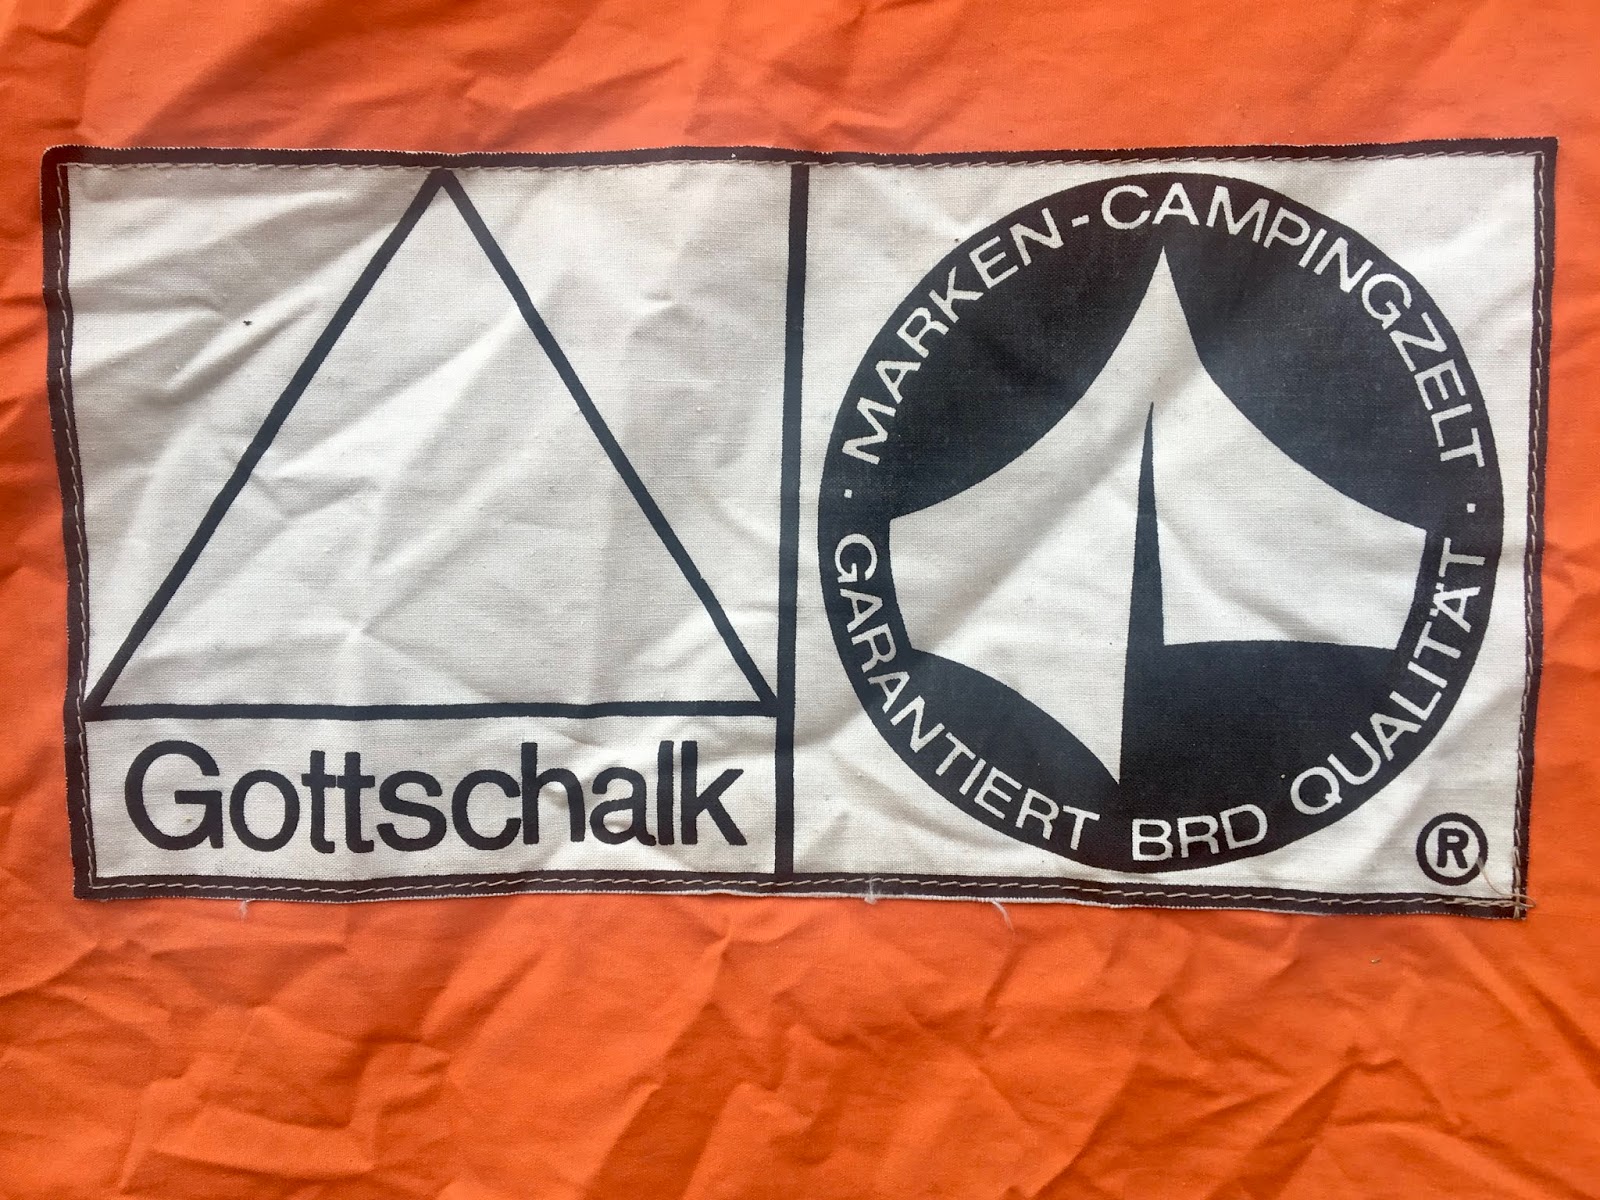 Gottschalk
· MARKEN-CAMPINGZELT ·
GARANTIERT BRD QUALITÄT
®